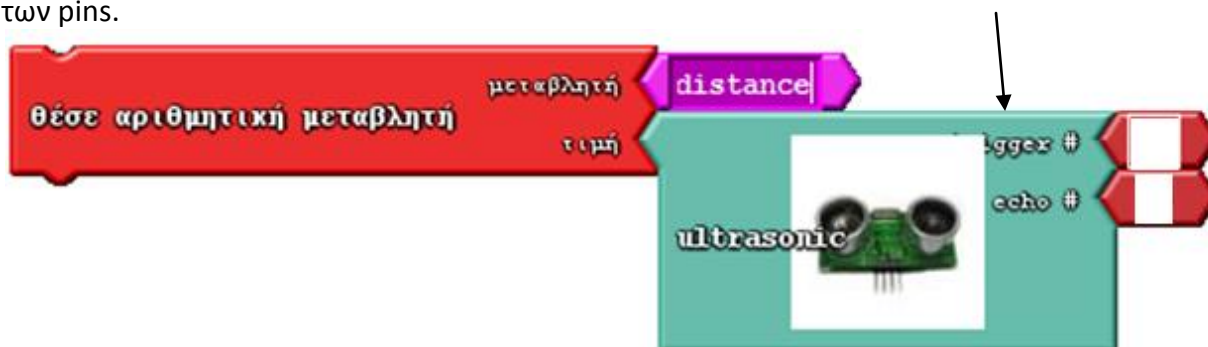 των pins.
μεταβλητή
distance
θέσε αριθμητική μεταβλητή
τιμή
#
echo #
ultrasonic